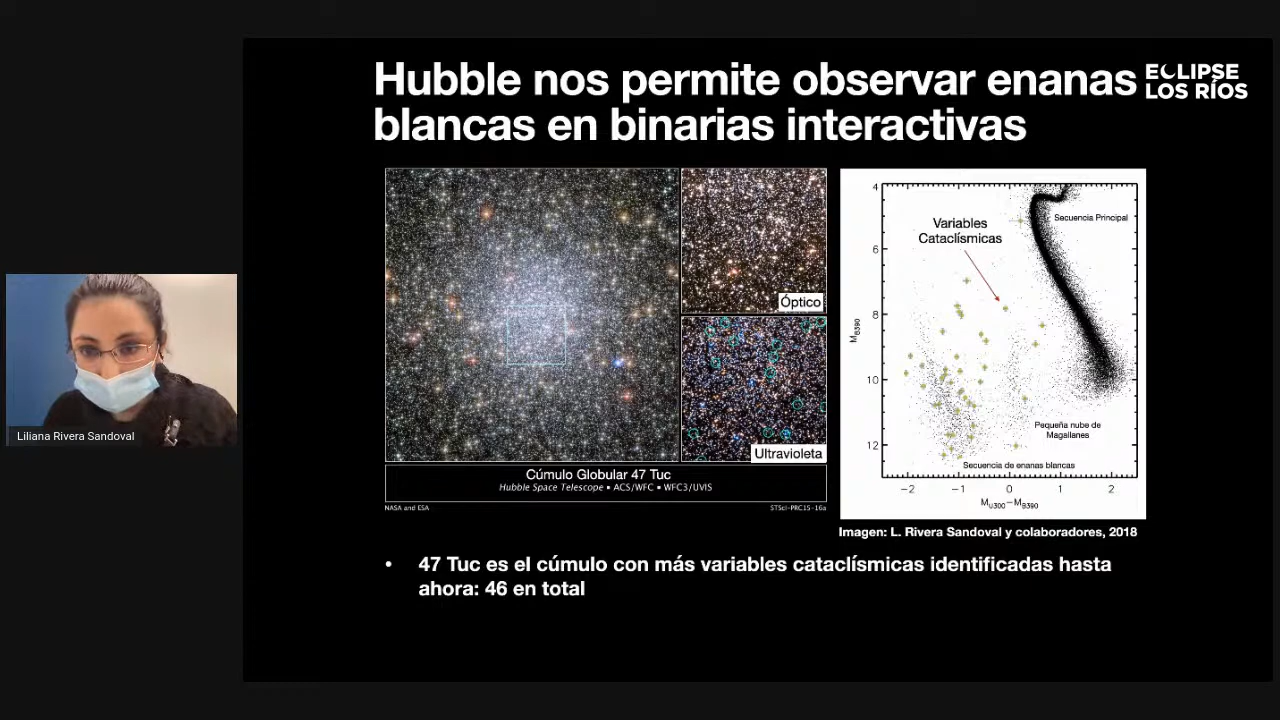 Hubble nos permite observar enanas
blancas en binarias interactivas
ECLIPSE
LOS RÍOS
Óptico
Ultravioleta
Cúmulo Globular 47 Tuc
Hubble Space Telescope ▪ ACS/WFC ▪ WFC3/UVIS
NASA and ESA
STScI-PRC15-16a
Variables
Cataclísmicas
Secuencia Principal
Pequeña nube de
Magallanes
Secuencia de enanas blancas
4
6
8
10
12
M_B390
−2 −1 0 1 2
M_U300−M_B390
Imagen: L. Rivera Sandoval y colaboradores, 2018
• 47 Tuc es el cúmulo con más variables cataclísmicas identificadas hasta
ahora: 46 en total
Liliana Rivera Sandoval